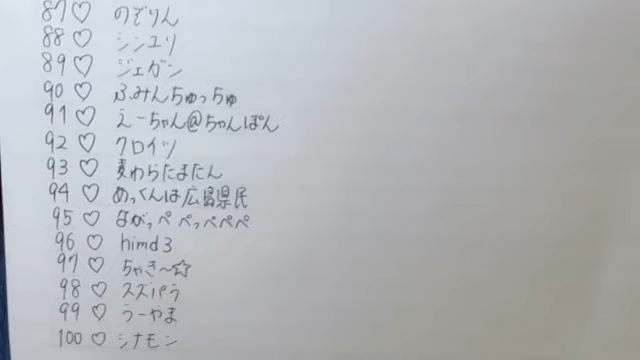 87♡ のぞりん
88♡ シンユリ
89♡ ジェガン
90♡ ふみんちゅっちゅ
91♡ えーちゃん@ちゃんぽん
92♡ クロイツ
93♡ 麦わらたまたん
94♡ めっくんは広島県民
95♡ ながっぺ ぺっぺぺぺ
96♡ himd3
97♡ ちゃき〜☆
98♡ スズパラ
99♡ うーやま
100♡ シナモン